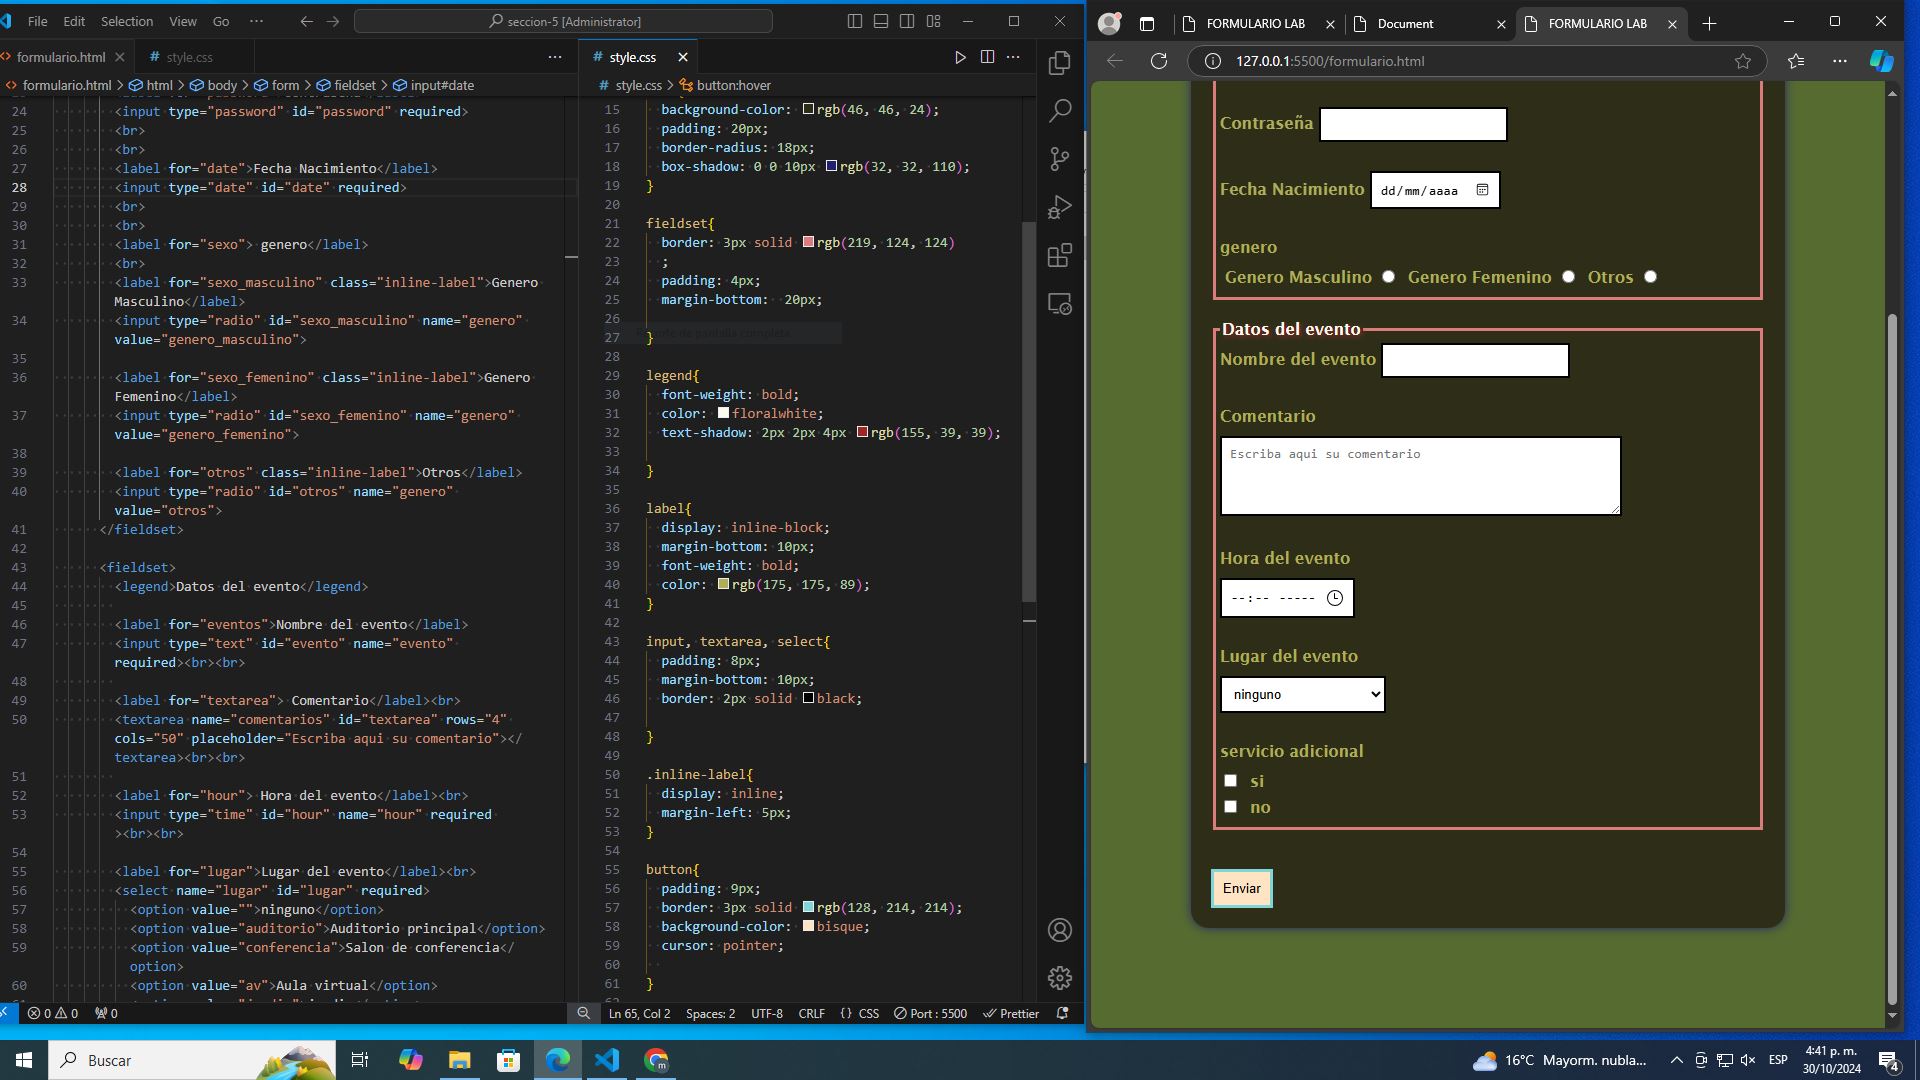 File Edit Selection View Go ··· seccion-5 [Administrator]
formulario.html style.css ···
formulario.html > html > body > form > fieldset > input#date
24 <input type="password" id="password" required>
25 <br>
26 <br>
27 <label for="date">Fecha Nacimiento</label>
28 <input type="date" id="date" required>
29 <br>
30 <br>
31 <label for="sexo"> genero</label>
32 <br>
33 <label for="sexo_masculino" class="inline-label">Genero
Masculino</label>
34 <input type="radio" id="sexo_masculino" name="genero"
value="genero_masculino">
35
36 <label for="sexo_femenino" class="inline-label">Genero
Femenino</label>
37 <input type="radio" id="sexo_femenino" name="genero"
value="genero_femenino">
38
39 <label for="otros" class="inline-label">Otros</label>
40 <input type="radio" id="otros" name="genero"
value="otros">
41 </fieldset>
42
43 <fieldset>
44 <legend>Datos del evento</legend>
45
46 <label for="eventos">Nombre del evento</label>
47 <input type="text" id="evento" name="evento"
required><br><br>
48
49 <label for="textarea"> Comentario</label><br>
50 <textarea name="comentarios" id="textarea" rows="4"
cols="50" placeholder="Escriba aqui su comentario"></
textarea><br><br>
51
52 <label for="hour"> Hora del evento</label><br>
53 <input type="time" id="hour" name="hour" required
><br><br>
54
55 <label for="lugar">Lugar del evento</label><br>
56 <select name="lugar" id="lugar" required>
57 <option value="">ninguno</option>
58 <option value="auditorio">Auditorio principal</option>
59 <option value="conferencia">Salon de conferencia</
option>
60 <option value="av">Aula virtual</option>
style.css ···
style.css > button:hover
15 background-color: rgb(46, 46, 24);
16 padding: 20px;
17 border-radius: 18px;
18 box-shadow: 0 0 10px rgb(32, 32, 110);
19 }
20
21 fieldset{
22 border: 3px solid rgb(219, 124, 124)
23 ;
24 padding: 4px;
25 margin-bottom: 20px;
26
27 }
28
29 legend{
30 font-weight: bold;
31 color: floralwhite;
32 text-shadow: 2px 2px 4px rgb(155, 39, 39);
33
34 }
35
36 label{
37 display: inline-block;
38 margin-bottom: 10px;
39 font-weight: bold;
40 color: rgb(175, 175, 89);
41 }
42
43 input, textarea, select{
44 padding: 8px;
45 margin-bottom: 10px;
46 border: 2px solid black;
47
48 }
49
50 .inline-label{
51 display: inline;
52 margin-left: 5px;
53 }
54
55 button{
56 padding: 9px;
57 border: 3px solid rgb(128, 214, 214);
58 background-color: bisque;
59 cursor: pointer;
60
61 }
0 0 0 Ln 65, Col 2 Spaces: 2 UTF-8 CRLF {} CSS Port : 5500 Prettier
FORMULARIO LAB Document FORMULARIO LAB
127.0.0.1:5500/formulario.html
Contraseña
Fecha Nacimiento dd/mm/aaaa
genero
Genero Masculino Genero Femenino Otros
Datos del evento
Nombre del evento
Comentario
Escriba aqui su comentario
Hora del evento
--:-- -----
Lugar del evento
ninguno
servicio adicional
si
no
Enviar
Buscar
16°C Mayorm. nubla... ESP 4:41 p. m.
30/10/2024 4